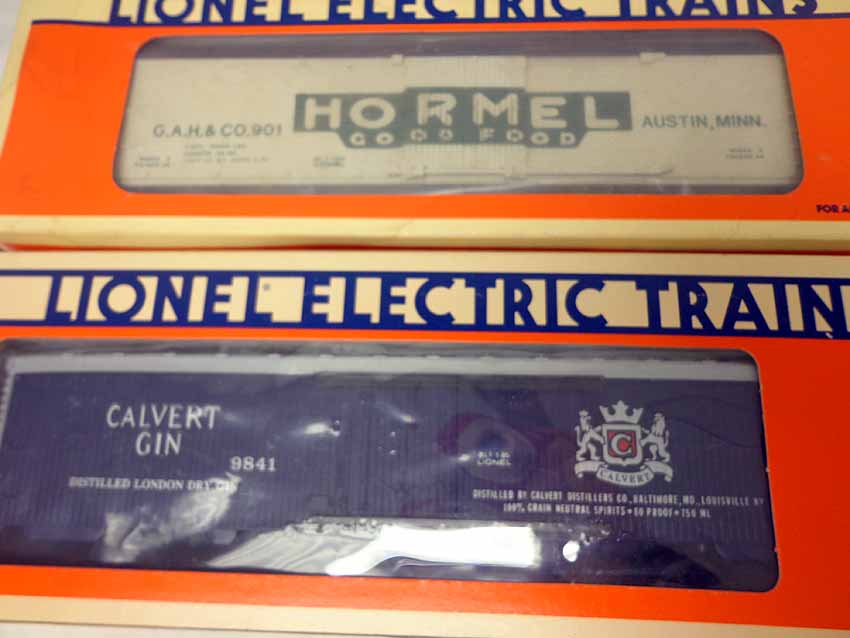 LIONEL ELECTRIC TRAINS
HORMEL
GOOD FOOD
G.A.H.& CO. 901
AUSTIN, MINN.
FOR A
LIONEL ELECTRIC TRAIN
CALVERT
GIN
9841
DISTILLED LONDON DRY GIN
LIONEL
C
CALVERT
DISTILLED BY CALVERT DISTILLERS CO., BALTIMORE, MD., LOUISVILLE KY
100% GRAIN NEUTRAL SPIRITS • 80 PROOF • 750 ML